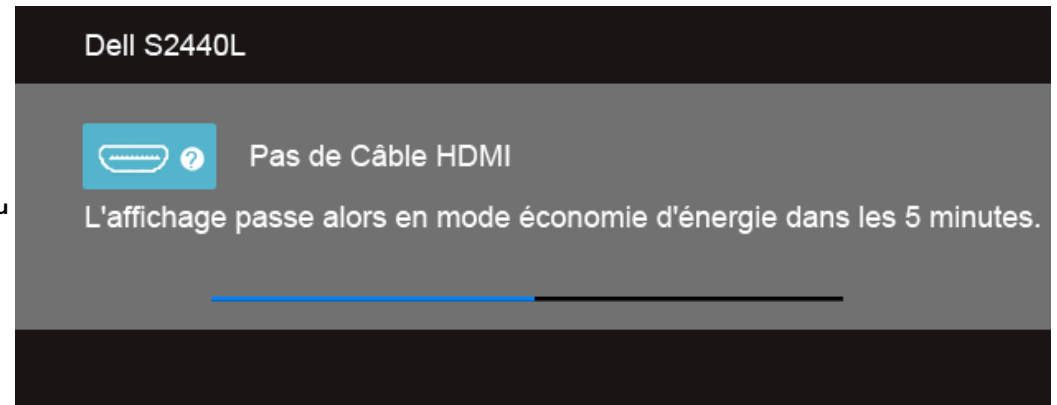 Dell S2440L
Pas de Câble HDMI
L'affichage passe alors en mode économie d'énergie dans les 5 minutes.